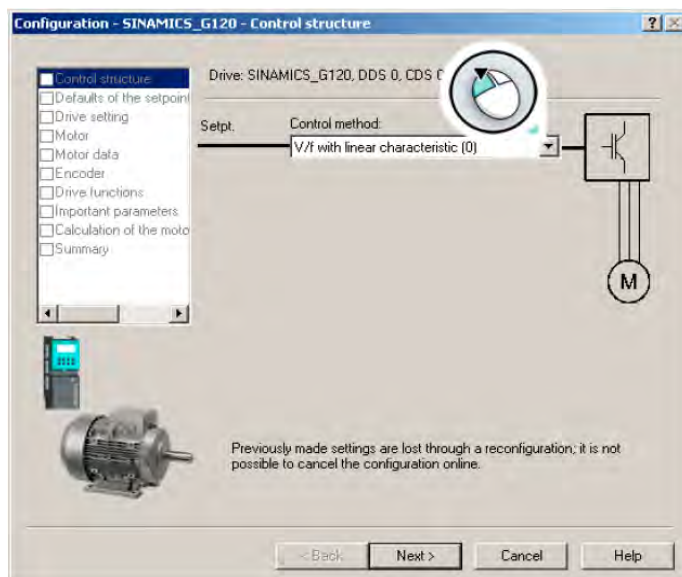 Configuration - SINAMICS_G120 - Control structure
Control structure
Defaults of the setpoint
Drive setting
Motor
Motor data
Encoder
Drive functions
Important parameters
Calculation of the moto
Summary
Drive: SINAMICS_G120, DDS 0, CDS
Setpt.
Control method:
V/f with linear characteristic (0)
M
Previously made settings are lost through a reconfiguration; it is not
possible to cancel the configuration online.
< Back
Next >
Cancel
Help